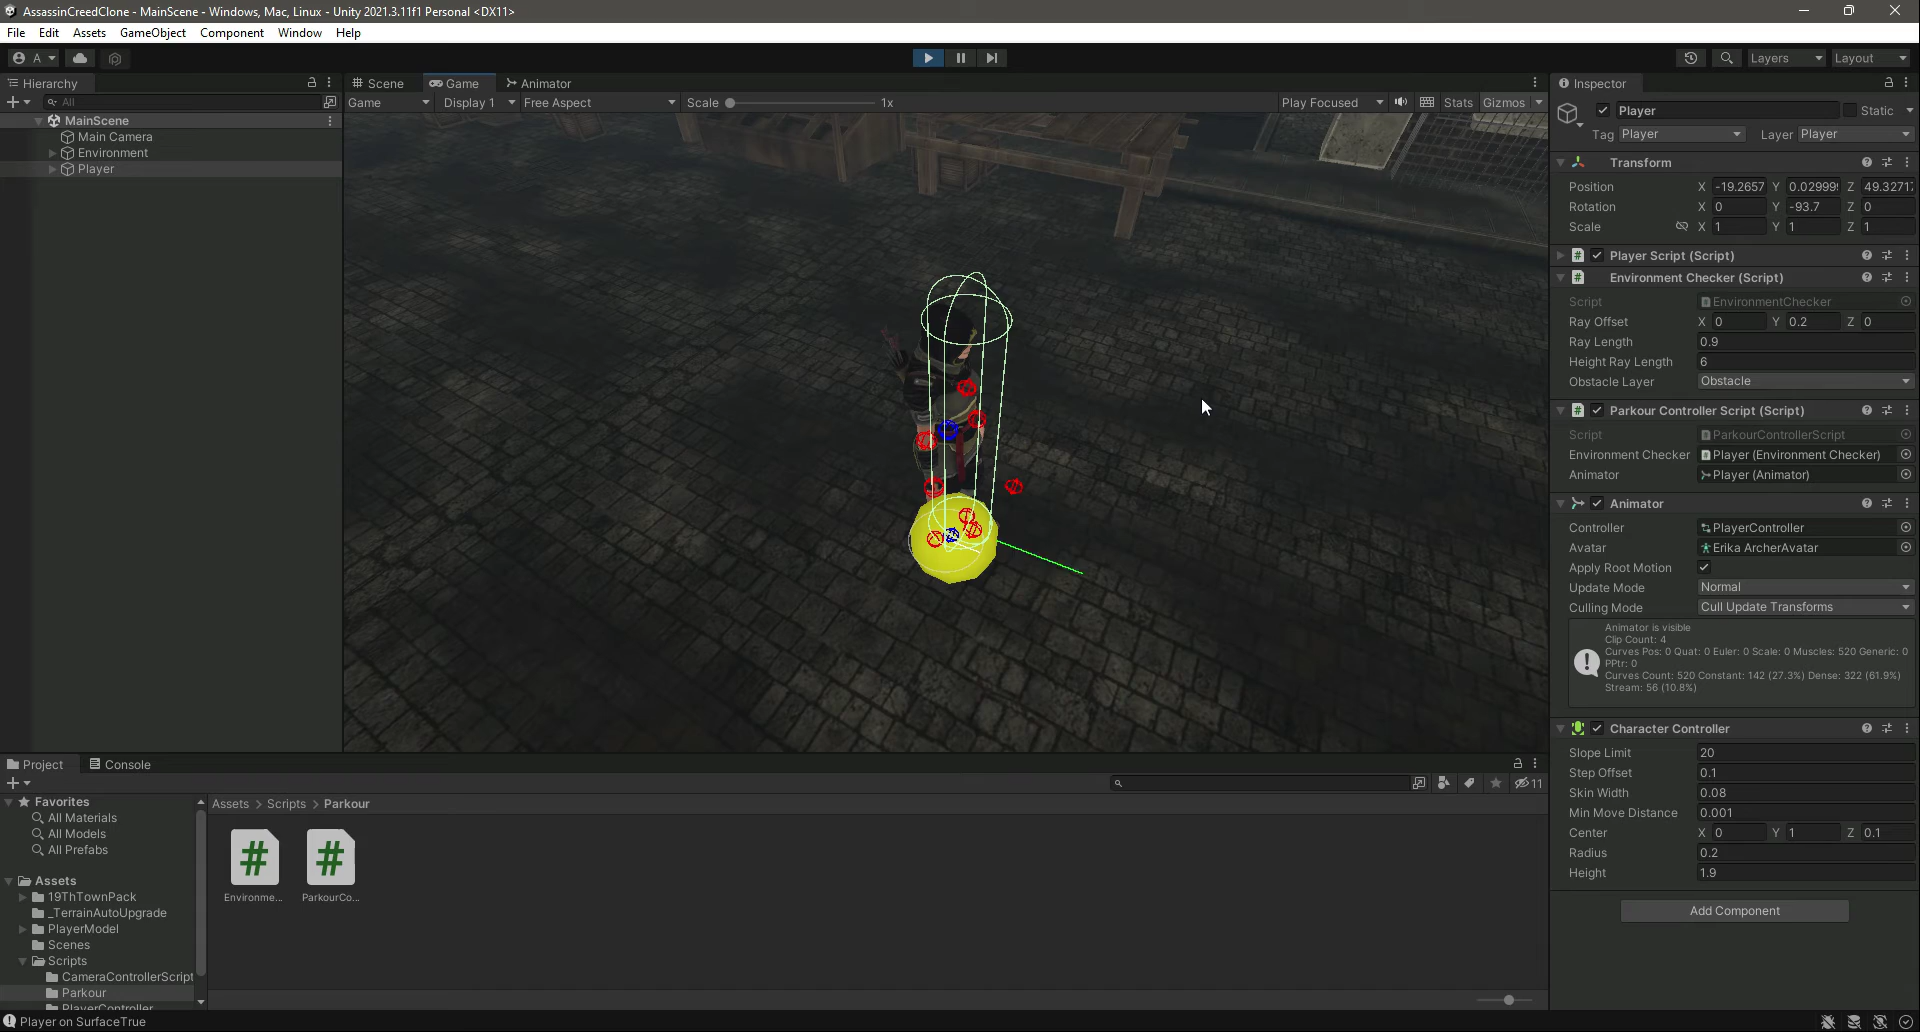 AssassinCreedClone - MainScene - Windows, Mac, Linux - Unity 2021.3.11f1 Personal <DX11>
File Edit Assets GameObject Component Window Help
A
Layers
Layout
Hierarchy
All
MainScene
Main Camera
Environment
Player
Scene
Game
Animator
Game
Display 1
Free Aspect
Scale
1x
Play Focused
Stats
Gizmos
Inspector
Player
Static
Tag Player
Layer Player
Transform
Position X -19.2657 Y 0.02999 Z 49.3271
Rotation X 0 Y -93.7 Z 0
Scale X 1 Y 1 Z 1
Player Script (Script)
Environment Checker (Script)
Script EnvironmentChecker
Ray Offset X 0 Y 0.2 Z 0
Ray Length 0.9
Height Ray Length 6
Obstacle Layer Obstacle
Parkour Controller Script (Script)
Script ParkourControllerScript
Environment Checker Player (Environment Checker)
Animator Player (Animator)
Animator
Controller PlayerController
Avatar Erika ArcherAvatar
Apply Root Motion
Update Mode Normal
Culling Mode Cull Update Transforms
Animator is visible
Clip Count: 4
Curves Pos: 0 Quat: 0 Euler: 0 Scale: 0 Muscles: 520 Generic: 0
PPtr: 0
Curves Count: 520 Constant: 142 (27.3%) Dense: 322 (61.9%)
Stream: 56 (10.8%)
Character Controller
Slope Limit 20
Step Offset 0.1
Skin Width 0.08
Min Move Distance 0.001
Center X 0 Y 1 Z 0.1
Radius 0.2
Height 1.9
Add Component
Project
Console
11
Favorites
All Materials
All Models
All Prefabs
Assets
19ThTownPack
_TerrainAutoUpgrade
PlayerModel
Scenes
Scripts
CameraControllerScript
Parkour
PlayerController
Assets > Scripts > Parkour
Environme...
ParkourCo...
Player on SurfaceTrue